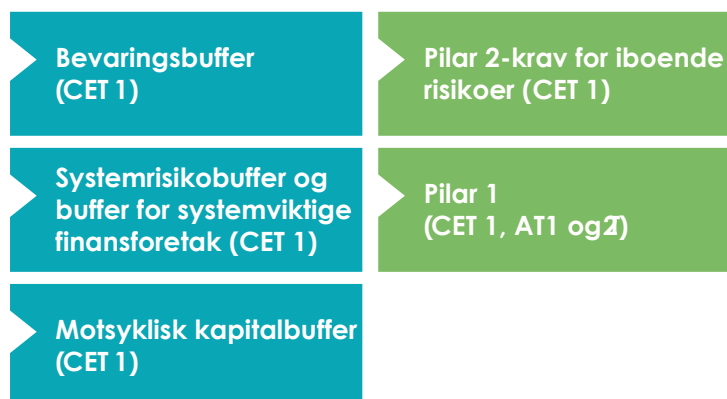 Bevaringsbuffer
(CET 1)
Systemrisikobuffer og
buffer for systemviktige
finansforetak (CET 1)
Motsyklisk kapitalbuffer
(CET 1)
Pilar 2-krav for iboende
risikoer (CET 1)
Pilar 1
(CET 1, AT1 og